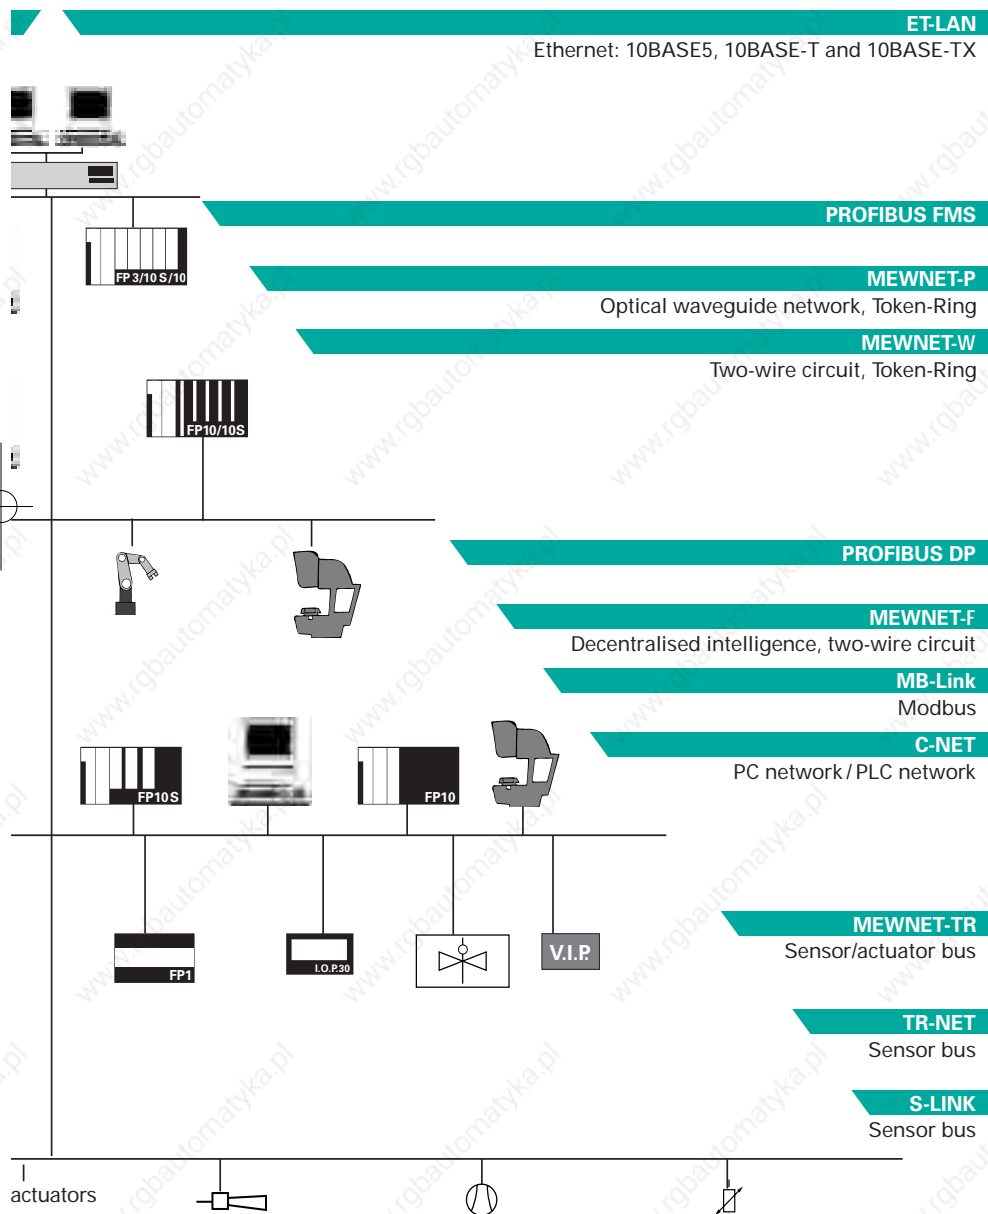 ET-LAN
Ethernet: 10BASE5, 10BASE-T and 10BASE-TX
PROFIBUS FMS
FP 3/10 S/10
MEWNET-P
Optical waveguide network, Token-Ring
MEWNET-W
Two-wire circuit, Token-Ring
FP10/10S
PROFIBUS DP
MEWNET-F
Decentralised intelligence, two-wire circuit
MB-Link
Modbus
C-NET
PC network/PLC network
FP10S
FP10
MEWNET-TR
Sensor/actuator bus
FP1
I.O.P.30
V.I.P.
TR-NET
Sensor bus
S-LINK
Sensor bus
actuators
www.rgbautomatyka.pl